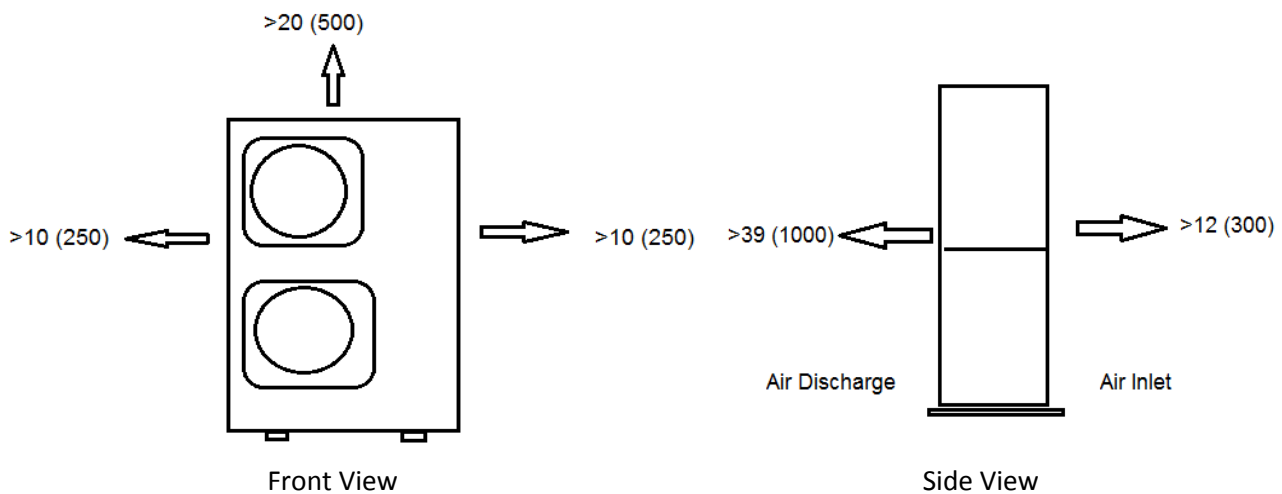 >20 (500)
>10 (250)
>10 (250)
>39 (1000)
>12 (300)
Air Discharge
Air Inlet
Front View
Side View